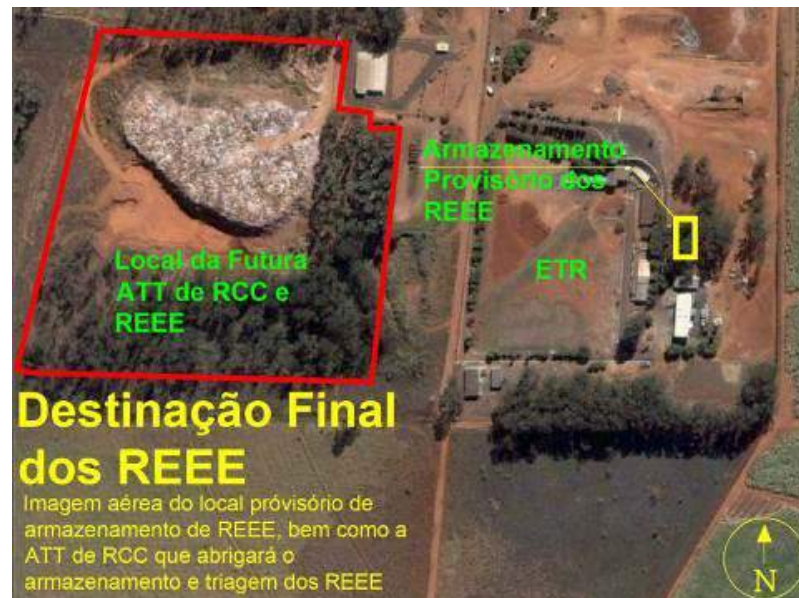 Armazenamento
Provisório dos
REEE
ETR
Local da Futura
ATT de RCC e
REEE
Destinação Final
dos REEE
Imagem aérea do local próvisório de
armazenamento de REEE, bem como a
ATT de RCC que abrigará o
armazenamento e triagem dos REEE
N